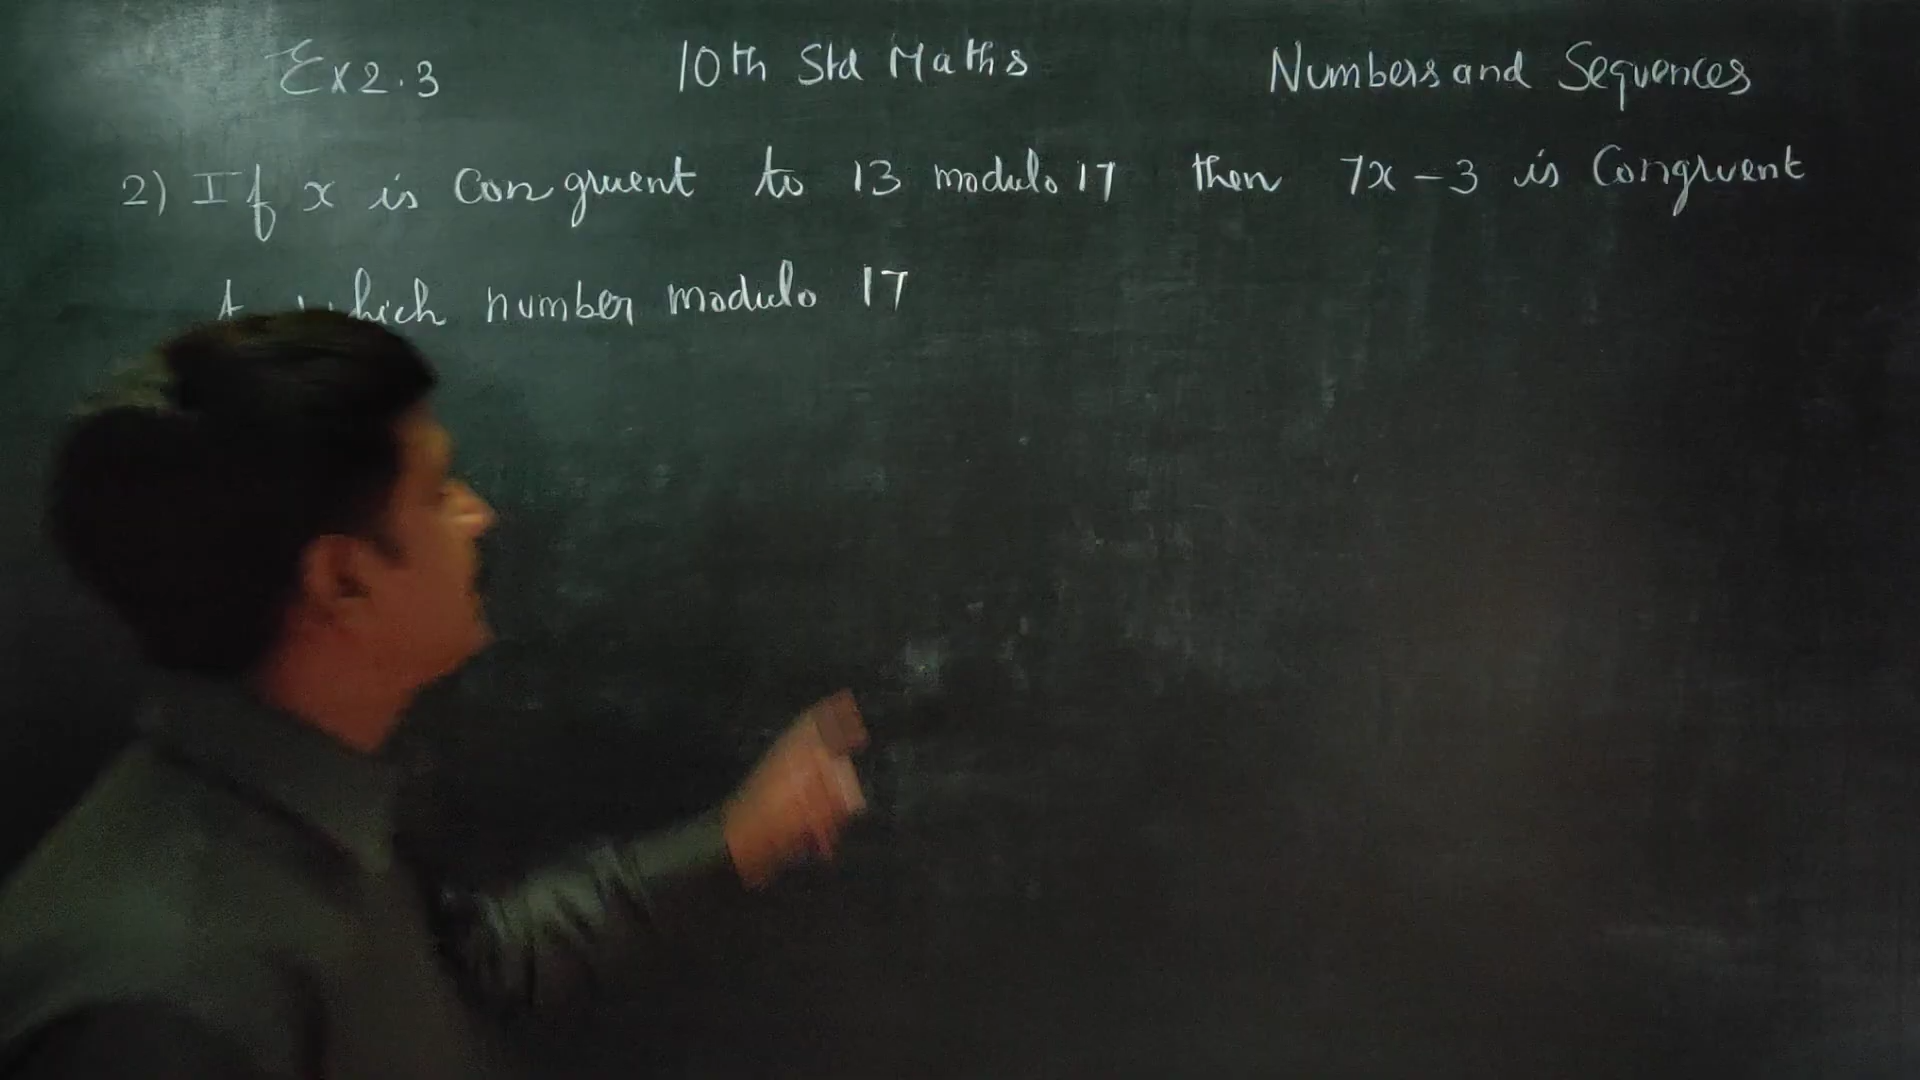 Ex 2.3 10th Std Maths Numbers and Sequences
2) If x is congruent to 13 modulo 17 then 7x - 3 is Congruent
which number modulo 17